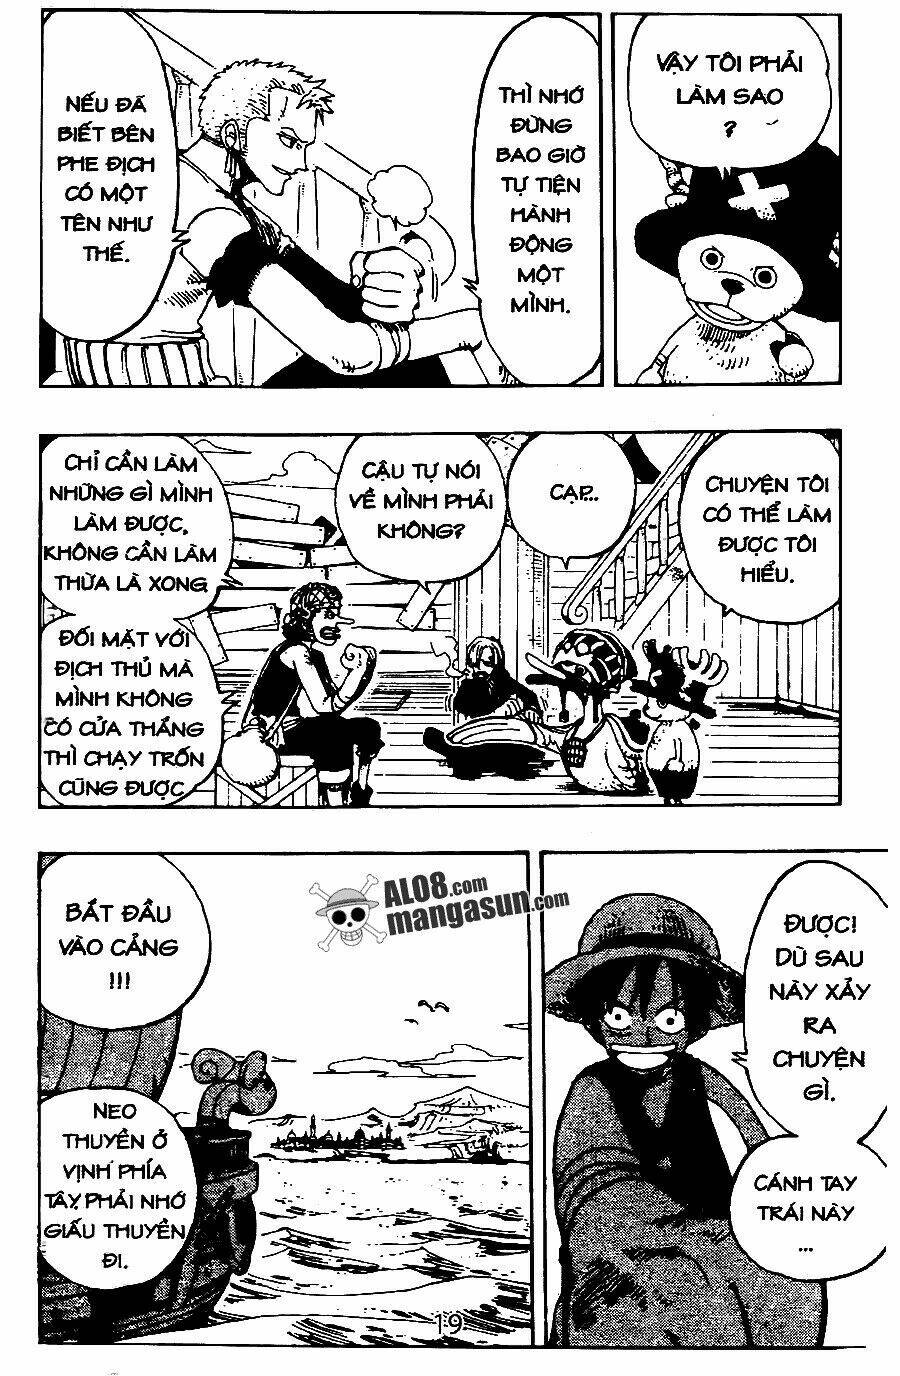 NẾU ĐÃ
BIẾT BÊN
PHE ĐỊCH
CÓ MỘT
TÊN NHƯ
THẾ.
THÌ NHỚ
ĐỪNG
BAO GIỜ
TỰ TIỆN
HÀNH
ĐỘNG
MỘT
MÌNH.
VẬY TÔI PHẢI
LÀM SAO
?
CHỈ CẦN LÀM
NHỮNG GÌ MÌNH
LÀM ĐƯỢC,
KHÔNG CẦN LÀM
THỪA LÀ XONG
ĐỐI MẶT VỚI
ĐỊCH THỦ MÀ
MÌNH KHÔNG
CÓ CỬA THẮNG
THÌ CHẠY TRỐN
CŨNG ĐƯỢC
CẬU TỰ NÓI
VỀ MÌNH PHẢI
KHÔNG?
CẠP..
CHUYỆN TÔI
CÓ THỂ LÀM
ĐƯỢC TÔI
HIỂU.
BẮT ĐẦU
VÀO CẢNG
!!!
NEO
THUYỀN Ở
VỊNH PHÍA
TÂY, PHẢI NHỚ
GIẤU THUYỀN
ĐI.
AL08.com
mangasun.com
ĐƯỢC!
DÙ SAU
NÀY XẢY
RA
CHUYỆN
GÌ.
CÁNH TAY
TRÁI NÀY
...
19